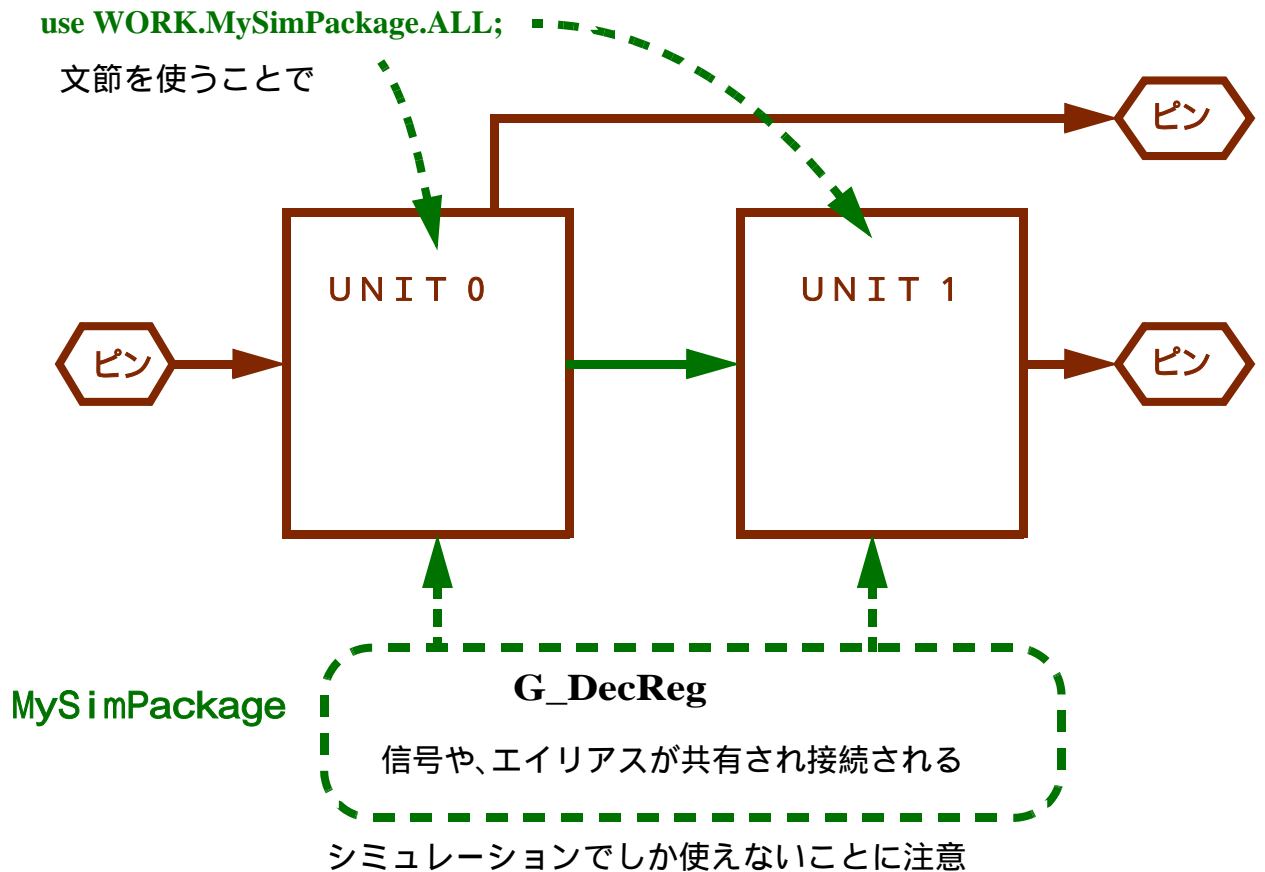 use WORK.MySimPackage.ALL;
文節を使うことで
ピン
UNIT 0
UNIT 1
ピン
ピン
G_DecReg
MySimPackage
信号や、エイリアスが共有され接続される
シミュレーションでしか使えないことに注意